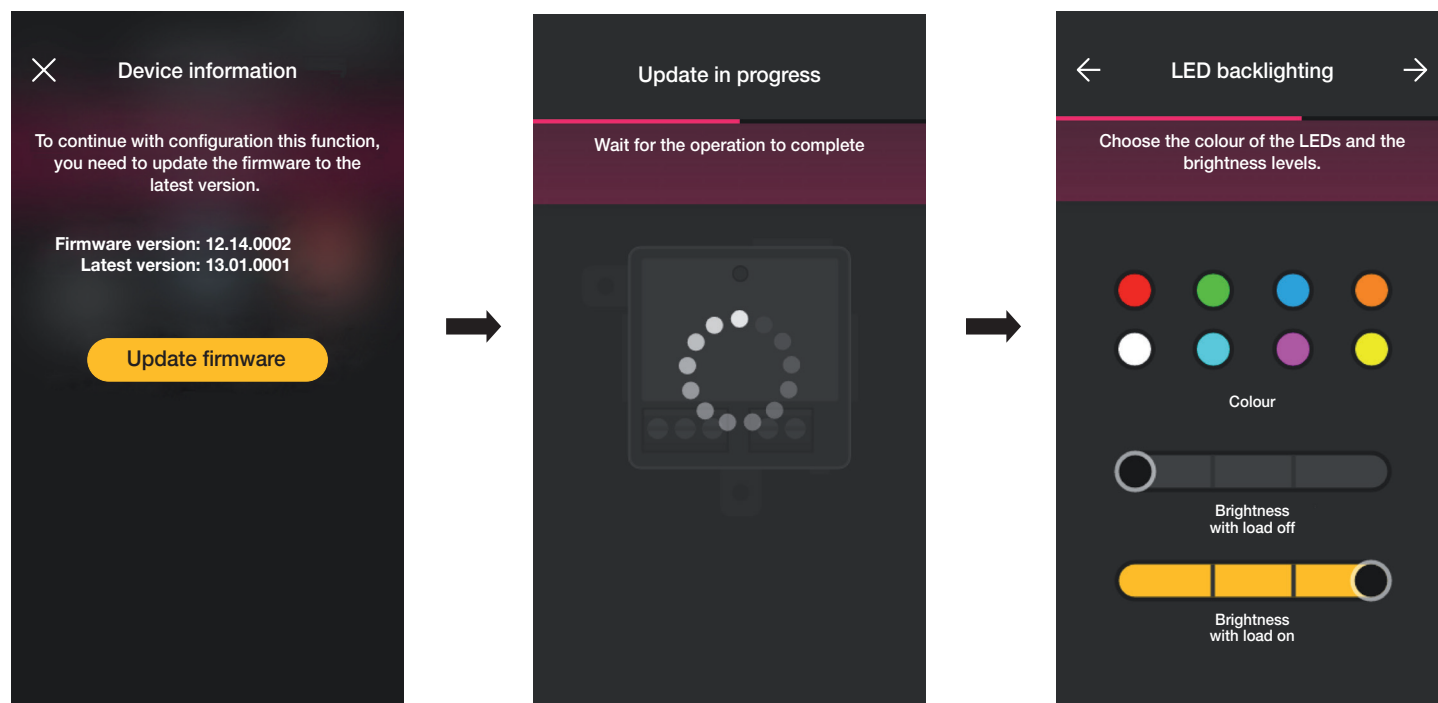 Device information
To continue with configuration this function,
you need to update the firmware to the
latest version.
Firmware version: 12.14.0002
Latest version: 13.01.0001
Update firmware
Update in progress
Wait for the operation to complete
LED backlighting
Choose the colour of the LEDs and the
brightness levels.
Colour
Brightness
with load off
Brightness
with load on